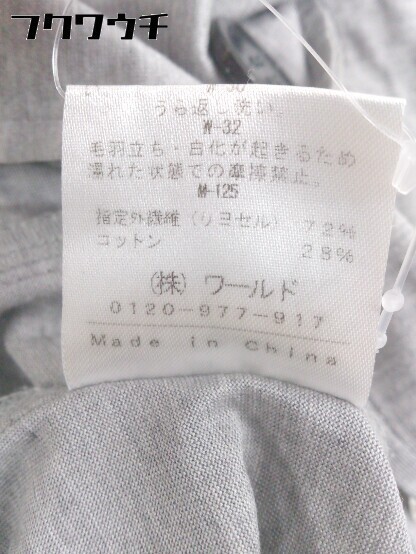 フクワウチ
うら返し洗い
W-32
毛羽立ち・白化が起きるため
濡れた状態での摩擦禁止。
M-125
指定外繊維(リヨセル) 72%
コットン 28%
(株) ワールド
0120-977-917
Made in China